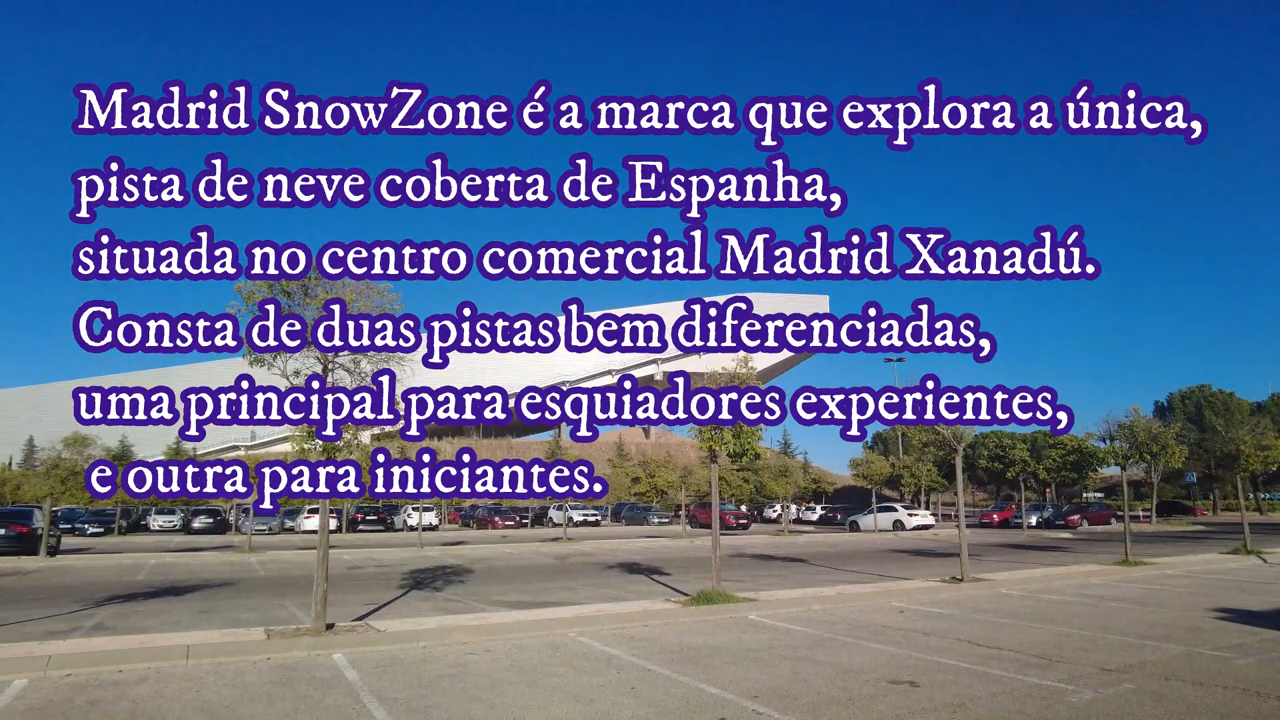 Madrid SnowZone é a marca que explora a única,
pista de neve coberta de Espanha,
situada no centro comercial Madrid Xanadú.
Consta de duas pistas bem diferenciadas,
uma principal para esquiadores experientes,
e outra para iniciantes.